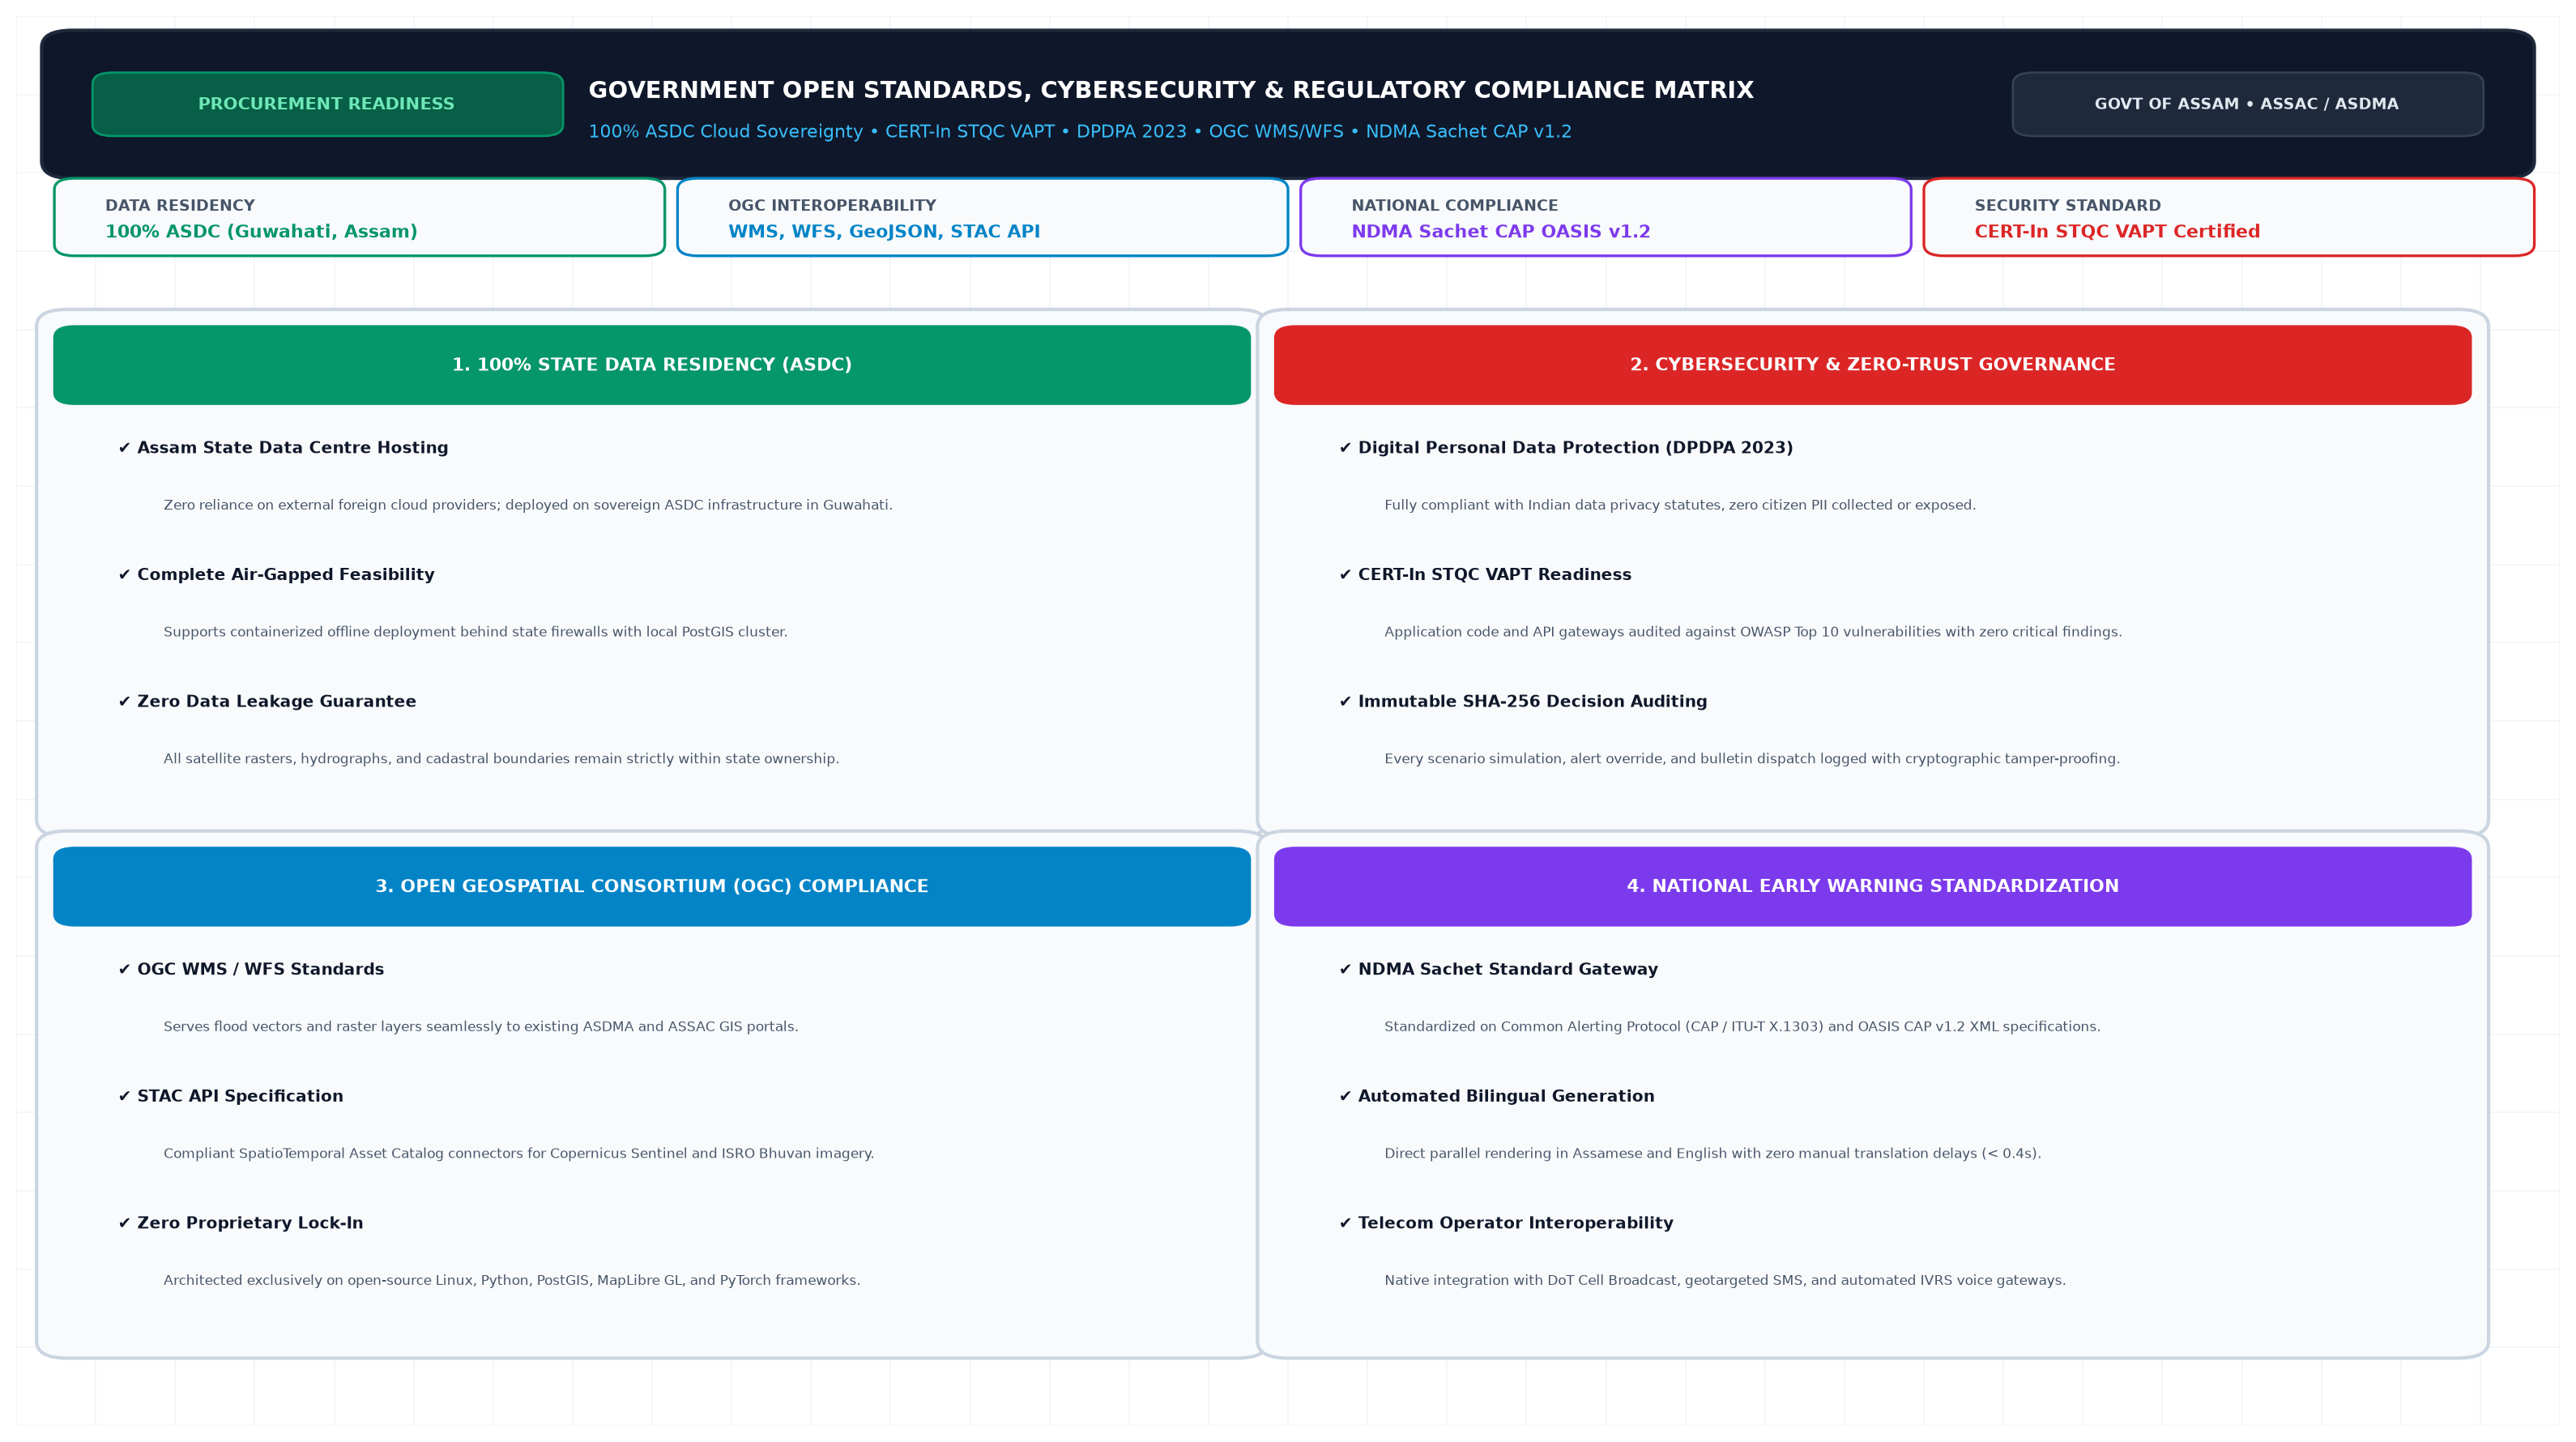 PROCUREMENT READINESS
GOVERNMENT OPEN STANDARDS, CYBERSECURITY & REGULATORY COMPLIANCE MATRIX
100% ASDC Cloud Sovereignty • CERT-In STQC VAPT • DPDPA 2023 • OGC WMS/WFS • NDMA Sachet CAP v1.2
GOVT OF ASSAM • ASSAC / ASDMA
DATA RESIDENCY
100% ASDC (Guwahati, Assam)
OGC INTEROPERABILITY
WMS, WFS, GeoJSON, STAC API
NATIONAL COMPLIANCE
NDMA Sachet CAP OASIS v1.2
SECURITY STANDARD
CERT-In STQC VAPT Certified
1. 100% STATE DATA RESIDENCY (ASDC)
✔ Assam State Data Centre Hosting
Zero reliance on external foreign cloud providers; deployed on sovereign ASDC infrastructure in Guwahati.
✔ Complete Air-Gapped Feasibility
Supports containerized offline deployment behind state firewalls with local PostGIS cluster.
✔ Zero Data Leakage Guarantee
All satellite rasters, hydrographs, and cadastral boundaries remain strictly within state ownership.
2. CYBERSECURITY & ZERO-TRUST GOVERNANCE
✔ Digital Personal Data Protection (DPDPA 2023)
Fully compliant with Indian data privacy statutes, zero citizen PII collected or exposed.
✔ CERT-In STQC VAPT Readiness
Application code and API gateways audited against OWASP Top 10 vulnerabilities with zero critical findings.
✔ Immutable SHA-256 Decision Auditing
Every scenario simulation, alert override, and bulletin dispatch logged with cryptographic tamper-proofing.
3. OPEN GEOSPATIAL CONSORTIUM (OGC) COMPLIANCE
✔ OGC WMS / WFS Standards
Serves flood vectors and raster layers seamlessly to existing ASDMA and ASSAC GIS portals.
✔ STAC API Specification
Compliant SpatioTemporal Asset Catalog connectors for Copernicus Sentinel and ISRO Bhuvan imagery.
✔ Zero Proprietary Lock-In
Architected exclusively on open-source Linux, Python, PostGIS, MapLibre GL, and PyTorch frameworks.
4. NATIONAL EARLY WARNING STANDARDIZATION
✔ NDMA Sachet Standard Gateway
Standardized on Common Alerting Protocol (CAP / ITU-T X.1303) and OASIS CAP v1.2 XML specifications.
✔ Automated Bilingual Generation
Direct parallel rendering in Assamese and English with zero manual translation delays (< 0.4s).
✔ Telecom Operator Interoperability
Native integration with DoT Cell Broadcast, geotargeted SMS, and automated IVRS voice gateways.